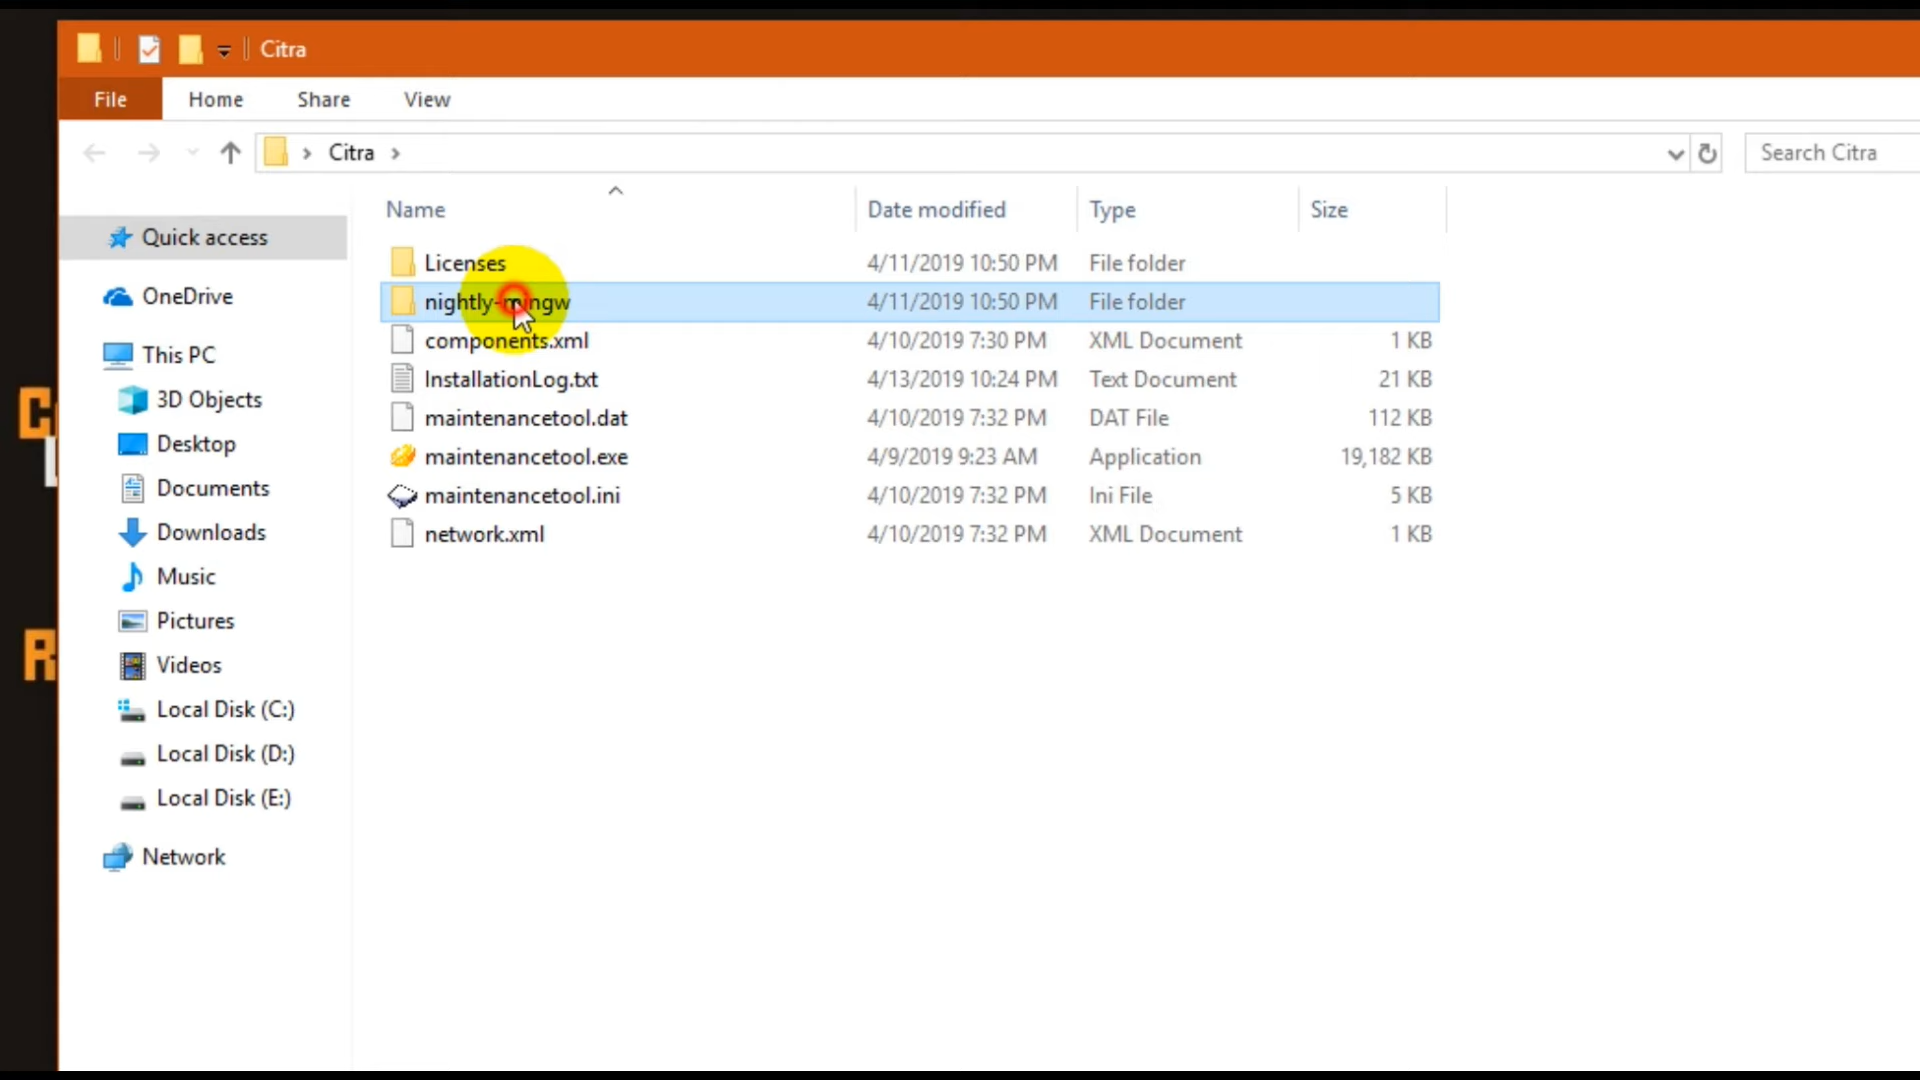 Citra
File Home Share View
Citra
Search Citra
Name Date modified Type Size
Quick access
OneDrive
This PC
3D Objects
Desktop
Documents
Downloads
Music
Pictures
Videos
Local Disk (C:)
Local Disk (D:)
Local Disk (E:)
Network
Licenses 4/11/2019 10:50 PM File folder
nightly-mingw 4/11/2019 10:50 PM File folder
components.xml 4/10/2019 7:30 PM XML Document 1 KB
InstallationLog.txt 4/13/2019 10:24 PM Text Document 21 KB
maintenancetool.dat 4/10/2019 7:32 PM DAT File 112 KB
maintenancetool.exe 4/9/2019 9:23 AM Application 19,182 KB
maintenancetool.ini 4/10/2019 7:32 PM Ini File 5 KB
network.xml 4/10/2019 7:32 PM XML Document 1 KB